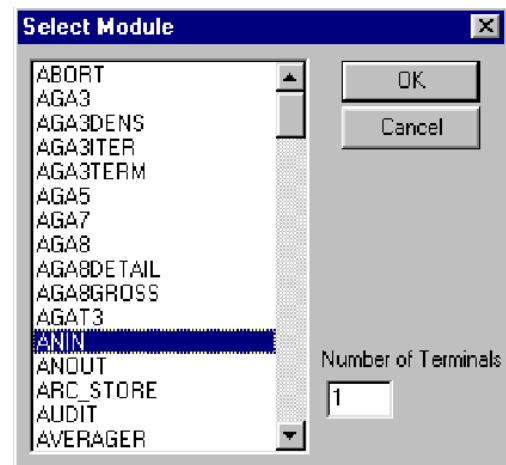 Select Module
ABORT
AGA3
AGA3DENS
AGA3ITER
AGA3TERM
AGA5
AGA7
AGA8
AGA8DETAIL
AGA8GROSS
AGAT3
ANIN
ANOUT
ARC_STORE
AUDIT
AVERAGER
OK
Cancel
Number of Terminals
1